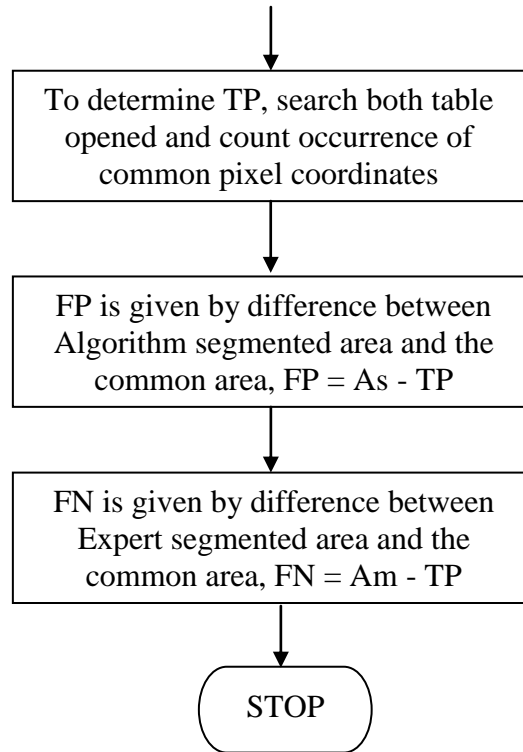 To determine TP, search both table
opened and count occurrence of
common pixel coordinates
FP is given by difference between
Algorithm segmented area and the
common area, FP = As - TP
FN is given by difference between
Expert segmented area and the
common area, FN = Am - TP
STOP